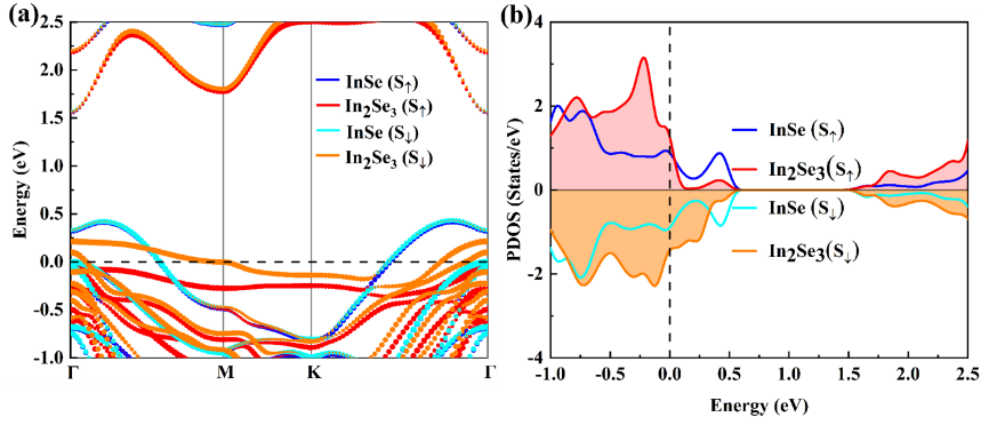 (a)
(b)
2.5
2.0
1.5
1.0
0.5
0.0
-0.5
-1.0
Energy (eV)
Γ
M
K
Γ
InSe (S↑)
In₂Se₃ (S↑)
InSe (S↓)
In₂Se₃ (S↓)
4
2
0
-2
-4
PDOS (States/eV)
InSe (S↑)
In₂Se₃(S↑)
InSe (S↓)
In₂Se₃(S↓)
-1.0
-0.5
0.0
0.5
1.0
1.5
2.0
2.5
Energy (eV)